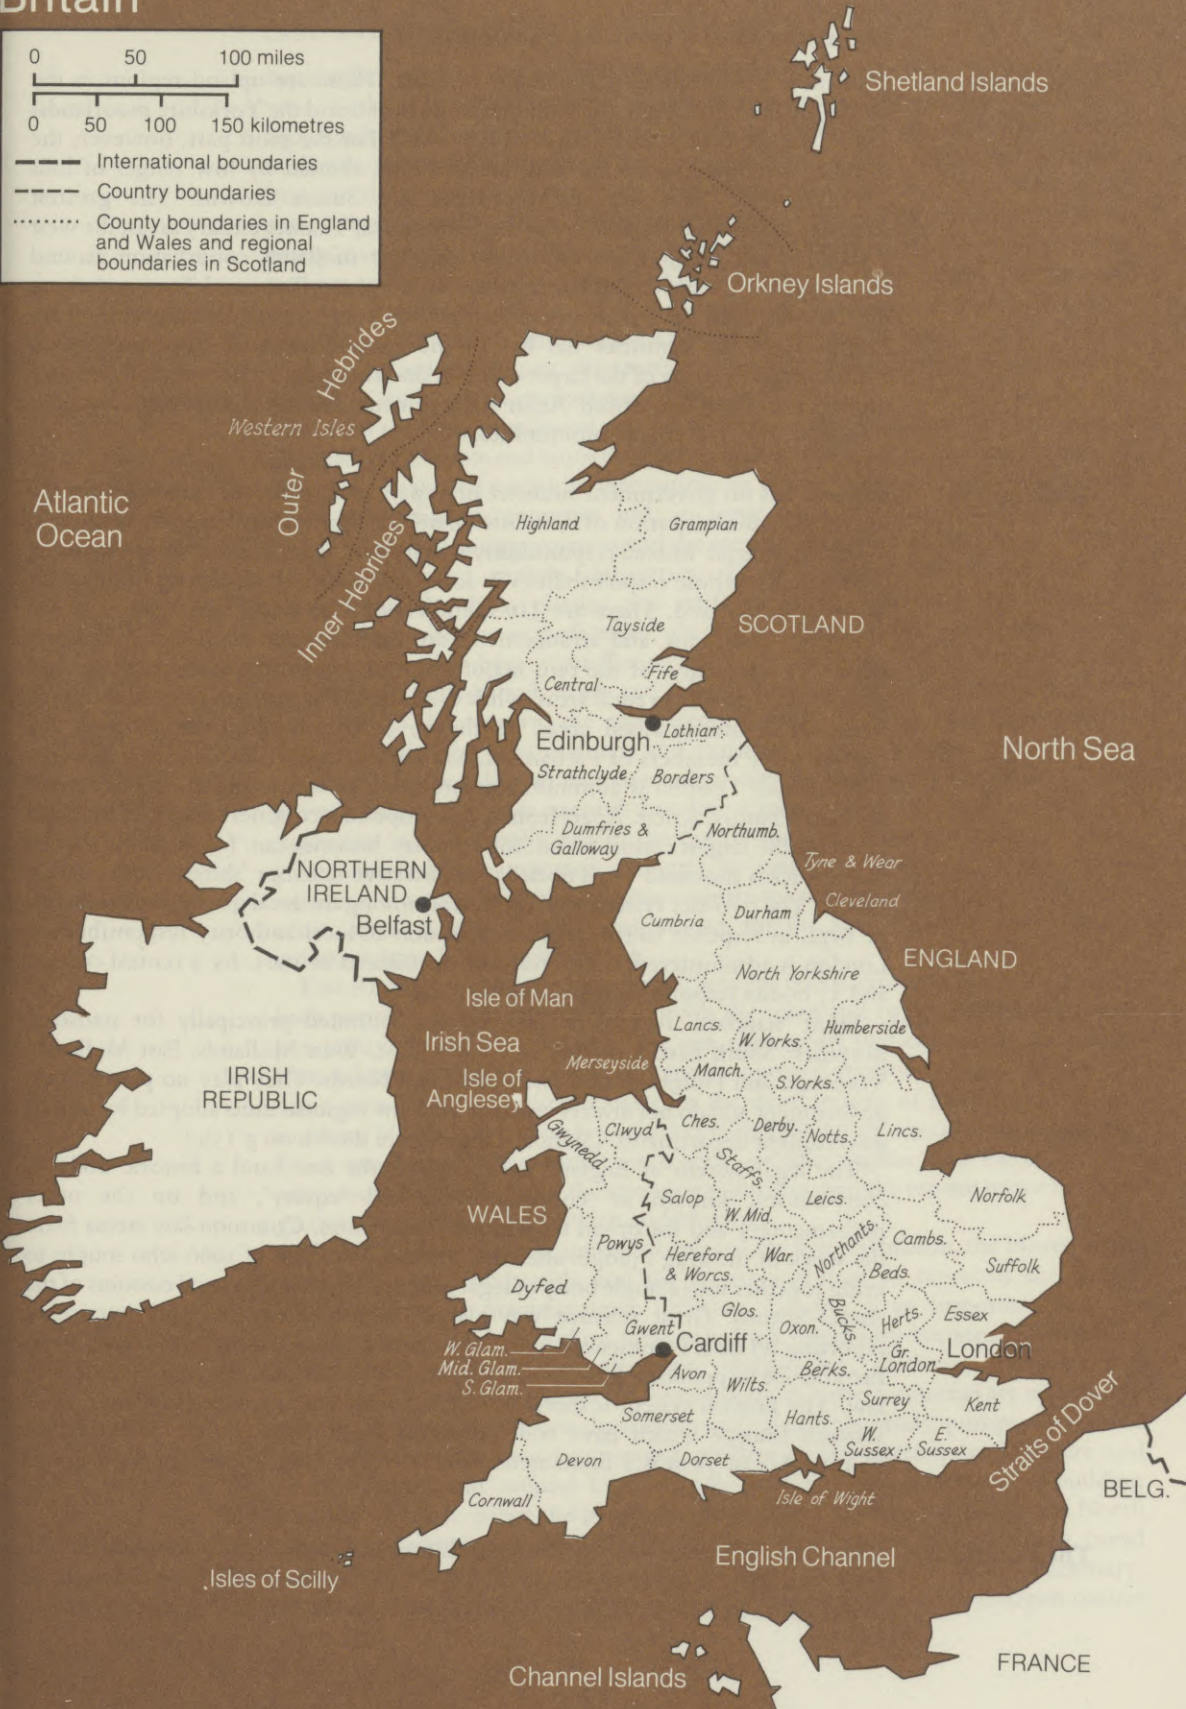 Britain
0 50 100 miles
0 50 100 150 kilometres
International boundaries
Country boundaries
County boundaries in England
and Wales and regional
boundaries in Scotland
Shetland Islands
Orkney Islands
Outer Hebrides
Western Isles
Atlantic
Ocean
Inner Hebrides
Highland
Grampian
Tayside
SCOTLAND
Fife
Central
Edinburgh
Lothian
North Sea
Strathclyde
Borders
Dumfries &
Galloway
Northumb.
NORTHERN
IRELAND
Belfast
Tyne & Wear
Cleveland
Cumbria
Durham
ENGLAND
North Yorkshire
Isle of Man
Irish Sea
Lancs.
W. Yorks.
Humberside
Merseyside
Manch.
S. Yorks.
IRISH
REPUBLIC
Isle of
Anglesey
Gwynedd
Clwyd
Ches.
Derby.
Notts.
Lincs.
Staffs.
Salop
W. Mid.
Leics.
Norfolk
WALES
Powys
Hereford
& Worcs.
War.
Northants.
Cambs.
Beds.
Suffolk
Dyfed
Glos.
Oxon.
Bucks.
Herts.
Essex
Gwent
Cardiff
W. Glam.
Mid. Glam.
S. Glam.
Avon
Wilts.
Berks.
Gr.
London
London
Somerset
Hants.
Surrey
Kent
W.
Sussex
E.
Sussex
Straits of Dover
Devon
Dorset
Cornwall
Isle of Wight
BELG.
Isles of Scilly
English Channel
Channel Islands
FRANCE